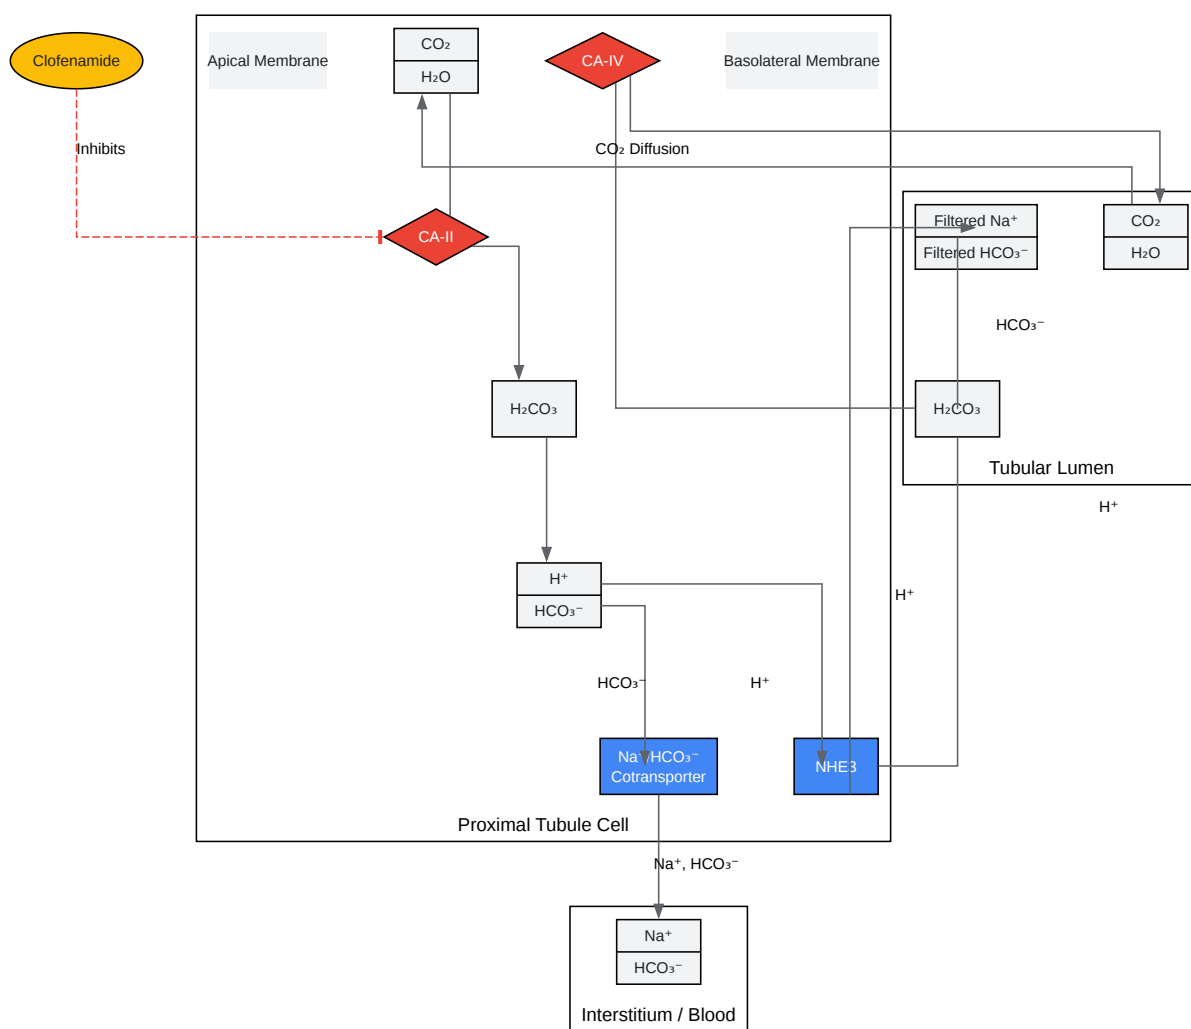 Clofenamide
Apical Membrane
CO₂
H₂O
CA-IV
Basolateral Membrane
Inhibits
CO₂ Diffusion
CA-II
Filtered Na⁺
Filtered HCO₃⁻
CO₂
H₂O
HCO₃⁻
H₂CO₃
H₂CO₃
Tubular Lumen
H⁺
H⁺
HCO₃⁻
H⁺
HCO₃⁻
H⁺
Na⁺/HCO₃⁻
Cotransporter
NHE3
Proximal Tubule Cell
Na⁺, HCO₃⁻
Na⁺
HCO₃⁻
Interstitium / Blood